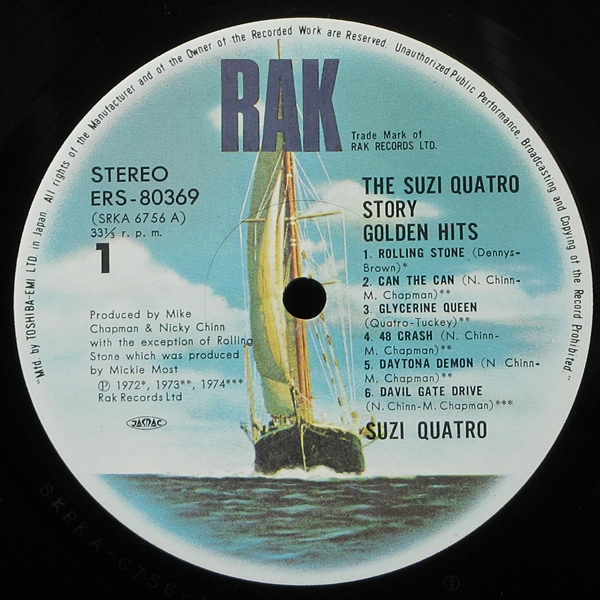 "Mfd. by TOSHIBA-EMI LTD. in Japan. All rights of the Manufacturer and of the Owner of the Recorded Work are Reserved. Unauthorized Public Performance, Broadcasting and Copying of the Record Prohibited."
RAK
Trade Mark of
RAK RECORDS LTD.
STEREO
ERS-80369
(SRKA 6756 A)
33⅓ r. p. m.
1
THE SUZI QUATRO
STORY
GOLDEN HITS
1. ROLLING STONE (Dennys-
Brown)*
2. CAN THE CAN (N. Chinn-
M. Chapman)**
3. GLYCERINE QUEEN
(Quatro-Tuckey)**
4. 48 CRASH (N. Chinn-
M. Chapman)**
5. DAYTONA DEMON (N Chinn-
M. Chapman)**
6. DAVIL GATE DRIVE
(N. Chinn-M. Chapman)***
SUZI QUATRO
Produced by Mike
Chapman & Nicky Chinn
with the exception of Rolling
Stone which was produced
by Mickie Most
Ⓟ 1972*, 1973**, 1974***
Rak Records Ltd
JASRAC